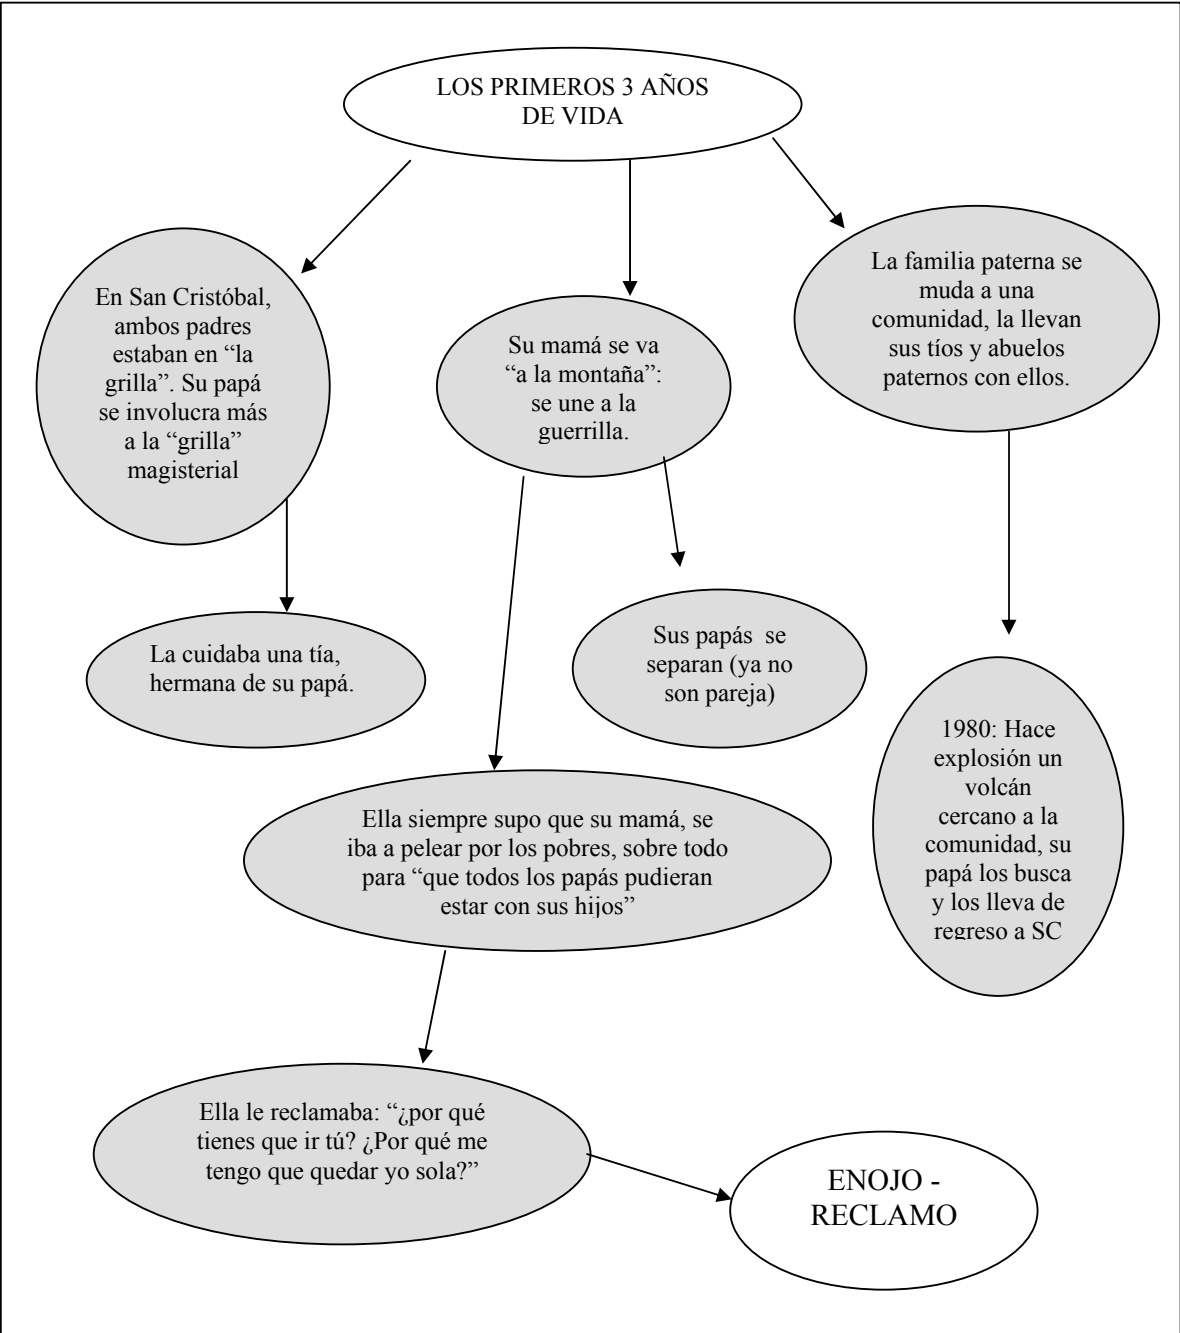 LOS PRIMEROS 3 AÑOS
DE VIDA
En San Cristóbal,
ambos padres
estaban en “la
grilla”. Su papá
se involucra más
a la “grilla”
magisterial
Su mamá se va
“a la montaña”:
se une a la
guerrilla.
La familia paterna se
muda a una
comunidad, la llevan
sus tíos y abuelos
paternos con ellos.
La cuidaba una tía,
hermana de su papá.
Sus papás  se
separan (ya no
son pareja)
1980: Hace
explosión un
volcán
cercano a la
comunidad, su
papá los busca
y los lleva de
regreso a SC
Ella siempre supo que su mamá, se
iba a pelear por los pobres, sobre todo
para “que todos los papás pudieran
estar con sus hijos”
Ella le reclamaba: “¿por qué
tienes que ir tú? ¿Por qué me
tengo que quedar yo sola?”
ENOJO -
RECLAMO